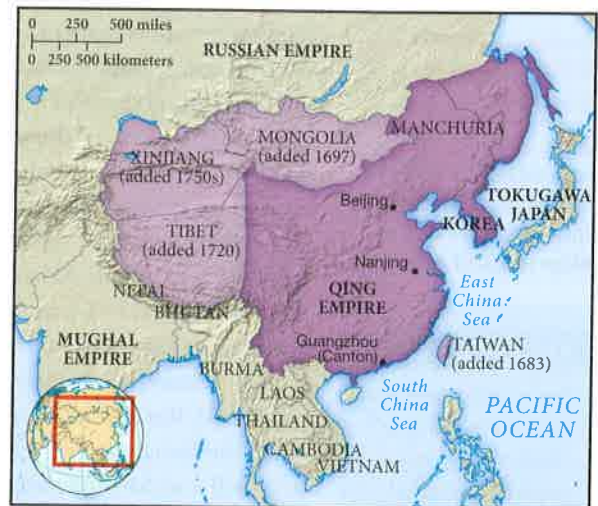 0 250 500 miles
0 250 500 kilometers
RUSSIAN EMPIRE
MONGOLIA
(added 1697)
MANCHURIA
XINJIANG
(added 1750s)
Beijing
TOKUGAWA
JAPAN
KOREA
TIBET
(added 1720)
Nanjing
NEPAL
BHUTAN
QING
EMPIRE
East
China
Sea
MUGHAL
EMPIRE
Guangzhou
(Canton)
TAIWAN
(added 1683)
BURMA
LAOS
South
China
Sea
PACIFIC
OCEAN
THAILAND
CAMBODIA
VIETNAM